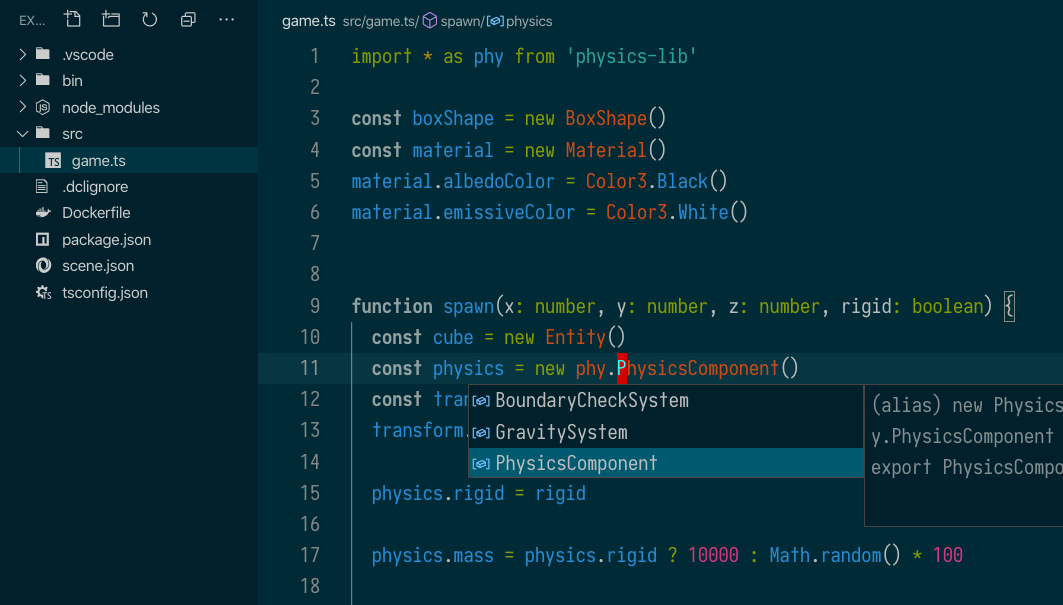 EX...
.vscode
bin
node_modules
src
TS game.ts
.dclignore
Dockerfile
package.json
scene.json
tsconfig.json
game.ts src/game.ts/ spawn/ physics
1 import * as phy from 'physics-lib'
2
3 const boxShape = new BoxShape()
4 const material = new Material()
5 material.albedoColor = Color3.Black()
6 material.emissiveColor = Color3.White()
7
8
9 function spawn(x: number, y: number, z: number, rigid: boolean) {
10 const cube = new Entity()
11 const physics = new phy.PhysicsComponent()
12 const tran
13 transform.
14
15 physics.rigid = rigid
16
17 physics.mass = physics.rigid ? 10000 : Math.random() * 100
18
BoundaryCheckSystem
GravitySystem
PhysicsComponent
(alias) new Physics
y.PhysicsComponent
export PhysicsCompo